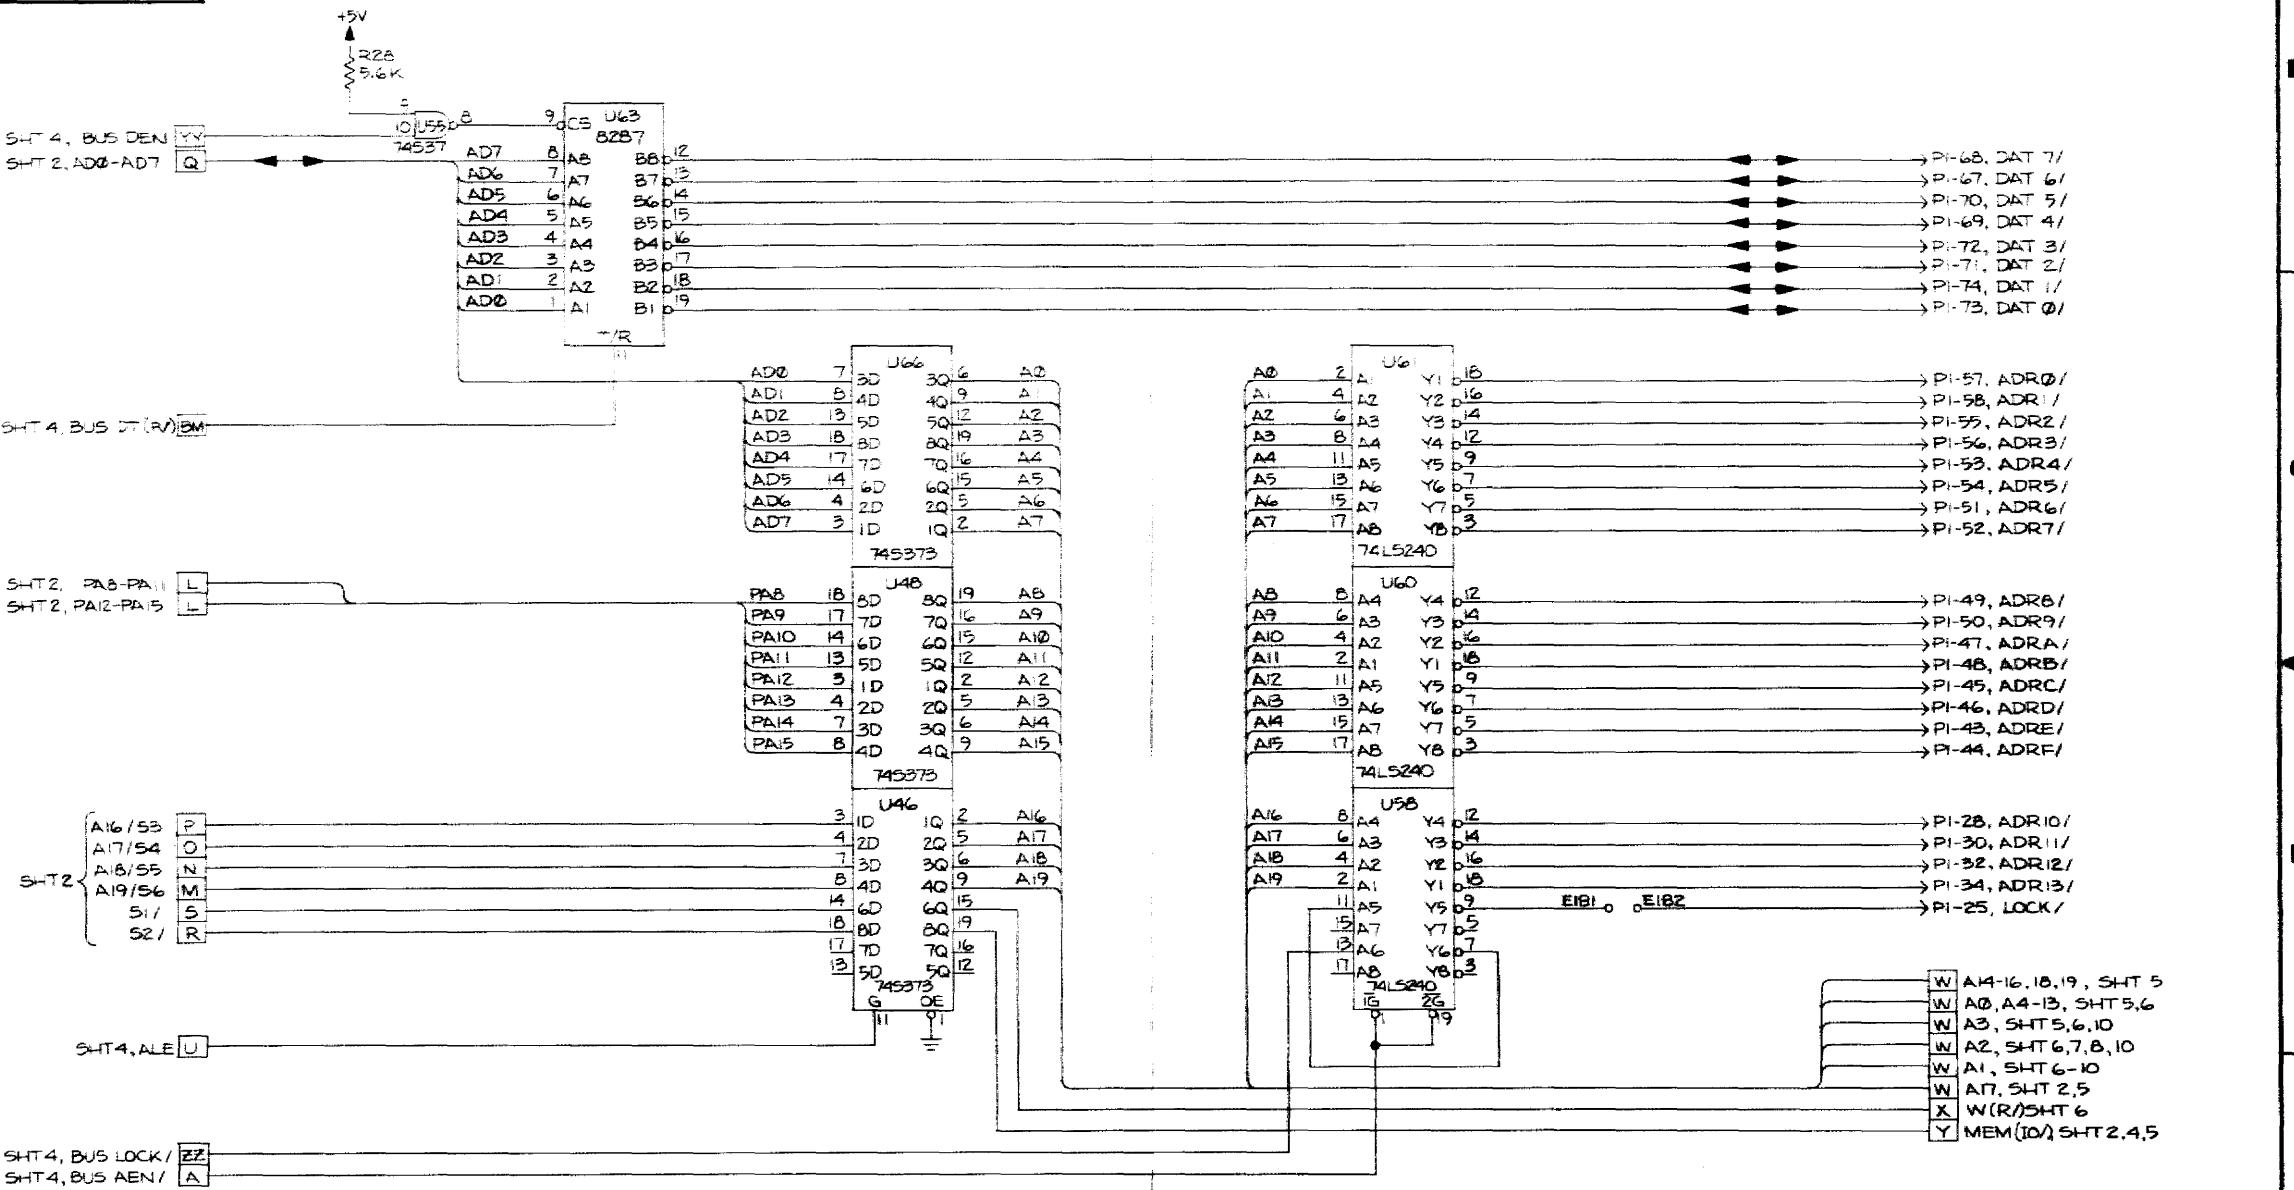 +5V
R28
5.6K
SHT 4, BUS DEN YY
10 U55 8
74S37
9 CS U63
8287
SHT 2, ADØ-AD7 Q
AD7 8 A8 B8 12 P1-68, DAT 7/
AD6 7 A7 B7 13 P1-67, DAT 6/
AD5 6 A6 B6 14 P1-70, DAT 5/
AD4 5 A5 B5 15 P1-69, DAT 4/
AD3 4 A4 B4 16 P1-72, DAT 3/
AD2 3 A3 B3 17 P1-71, DAT 2/
AD1 2 A2 B2 18 P1-74, DAT 1/
ADØ 1 A1 B1 19 P1-73, DAT Ø/
T/R
11
SHT 4, BUS DT(R/) BM
U66 U61
ADØ 7 3D 3Q 6 AØ AØ 2 A1 Y1 18 P1-57, ADRØ/
AD1 8 4D 4Q 9 A1 A1 4 A2 Y2 16 P1-58, ADR1/
AD2 13 5D 5Q 12 A2 A2 6 A3 Y3 14 P1-55, ADR2/
AD3 18 8D 8Q 19 A3 A3 8 A4 Y4 12 P1-56, ADR3/
AD4 17 7D 7Q 16 A4 A4 11 A5 Y5 9 P1-53, ADR4/
AD5 14 6D 6Q 15 A5 A5 13 A6 Y6 7 P1-54, ADR5/
AD6 4 2D 2Q 5 A6 A6 15 A7 Y7 5 P1-51, ADR6/
AD7 3 1D 1Q 2 A7 A7 17 A8 Y8 3 P1-52, ADR7/
74S373 74LS240
SHT2, PA8-PA11 L
SHT2, PA12-PA15 L
U48 U60
PA8 18 8D 8Q 19 A8 A8 8 A4 Y4 12 P1-49, ADR8/
PA9 17 7D 7Q 16 A9 A9 6 A3 Y3 14 P1-50, ADR9/
PA10 14 6D 6Q 15 A1Ø A10 4 A2 Y2 16 P1-47, ADRA/
PA11 13 5D 5Q 12 A11 A11 2 A1 Y1 18 P1-48, ADRB/
PA12 3 1D 1Q 2 A12 A12 11 A5 Y5 9 P1-45, ADRC/
PA13 4 2D 2Q 5 A13 A13 13 A6 Y6 7 P1-46, ADRD/
PA14 7 3D 3Q 6 A14 A14 15 A7 Y7 5 P1-43, ADRE/
PA15 8 4D 4Q 9 A15 A15 17 A8 Y8 3 P1-44, ADRF/
74S373 74LS240
U46 U58
SHT2
A16/S3 P 3 1D 1Q 2 A16 A16 8 A4 Y4 12 P1-28, ADR10/
A17/S4 O 4 2D 2Q 5 A17 A17 6 A3 Y3 14 P1-30, ADR11/
A18/S5 N 7 3D 3Q 6 A18 A18 4 A2 Y2 16 P1-32, ADR12/
A19/S6 M 8 4D 4Q 9 A19 A19 2 A1 Y1 18 P1-34, ADR13/
S1/ S 14 6D 6Q 15 11 A5 Y5 9 E181 E182 P1-25, LOCK/
S2/ R 18 8D 8Q 19 15 A7 Y7 5
17 7D 7Q 16 13 A6 Y6 7
13 5D 5Q 12 17 A8 Y8 3
74S373 74LS240
G OE 1G 2G
11 1 1 19
SHT4, ALE U
W A14-16, 18, 19, SHT 5
W AØ, A4-13, SHT 5,6
W A3, SHT 5,6,10
W A2, SHT 6,7,8,10
W A1, SHT 6-10
W A17, SHT 2,5
X W(R/) SHT 6
Y MEM(IO/) SHT 2,4,5
SHT4, BUS LOCK/ ZZ
SHT4, BUS AEN/ A